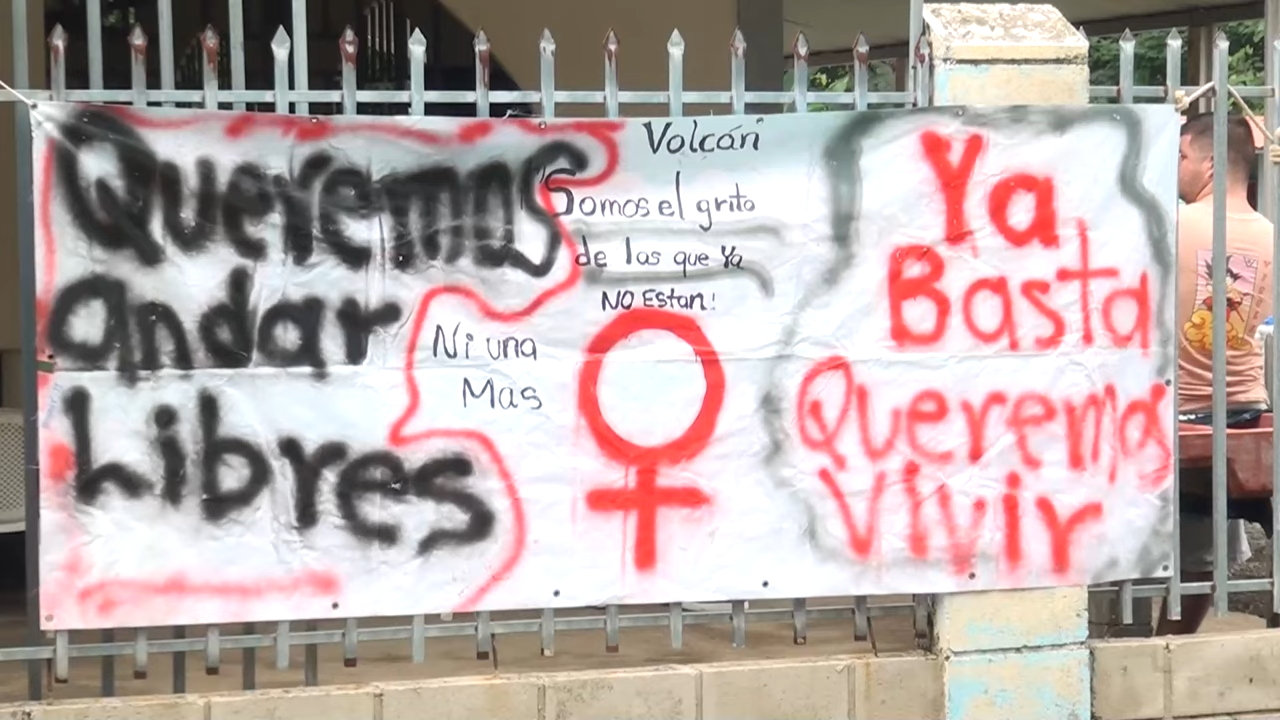 Queremos
andar
Libres
Volcán
Somos el grito
de las que Ya
NO Estan!
Ni una
Mas
Ya
Basta
Queremos
Vivir